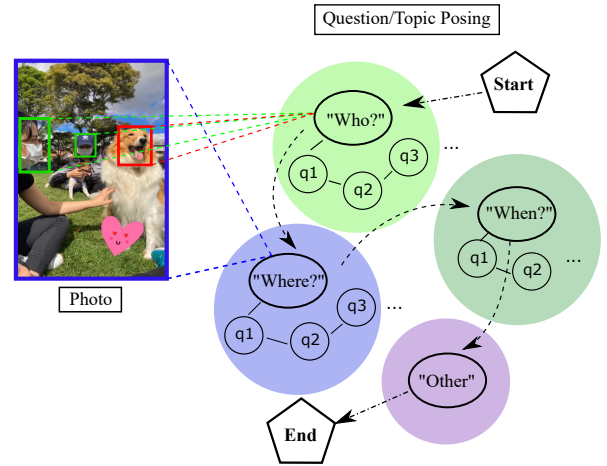 Question/Topic Posing
Start
"Who?"
q1
q2
q3
...
"When?"
q1
q2
...
"Where?"
q1
q2
q3
...
Photo
"Other"
End